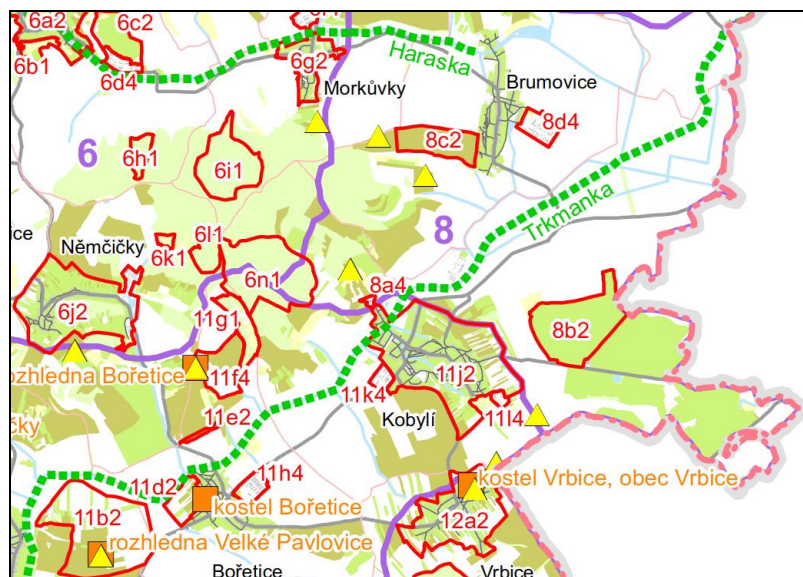 6a2
6c2
6b1
6d4
6g2
Haraska
Morkůvky
Brumovice
8d4
8c2
6
6h1
6i1
Trkmanka
8
Němčičky
6l1
6k1
6n1
8a4
6j2
11g1
8b2
rozhledna Bořetice
11f4
11j2
11k4
11l4
11e2
Kobylí
11h4
11d2
kostel Vrbice, obec Vrbice
kostel Bořetice
11b2
12a2
rozhledna Velké Pavlovice
Bořetice
Vrbice